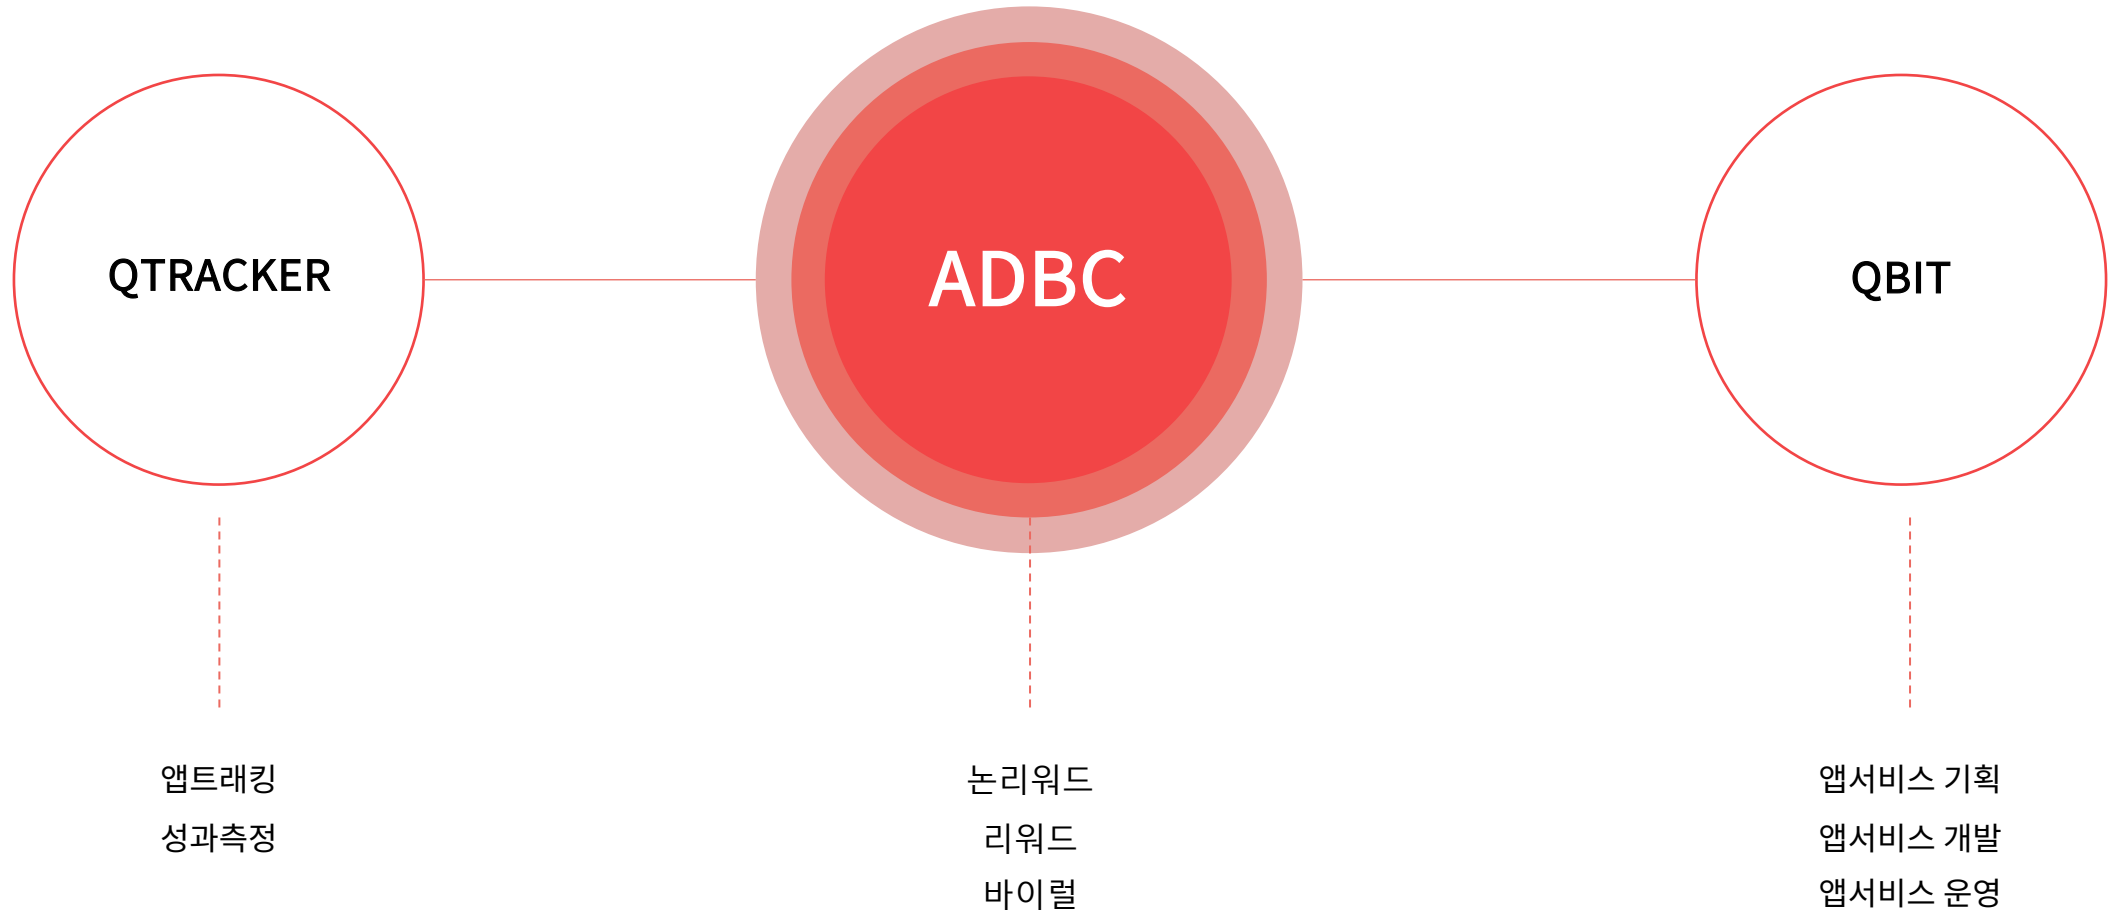 QTRACKER
ADBC
QBIT
앱트래킹
성과측정
논리워드
리워드
바이럴
앱서비스 기획
앱서비스 개발
앱서비스 운영